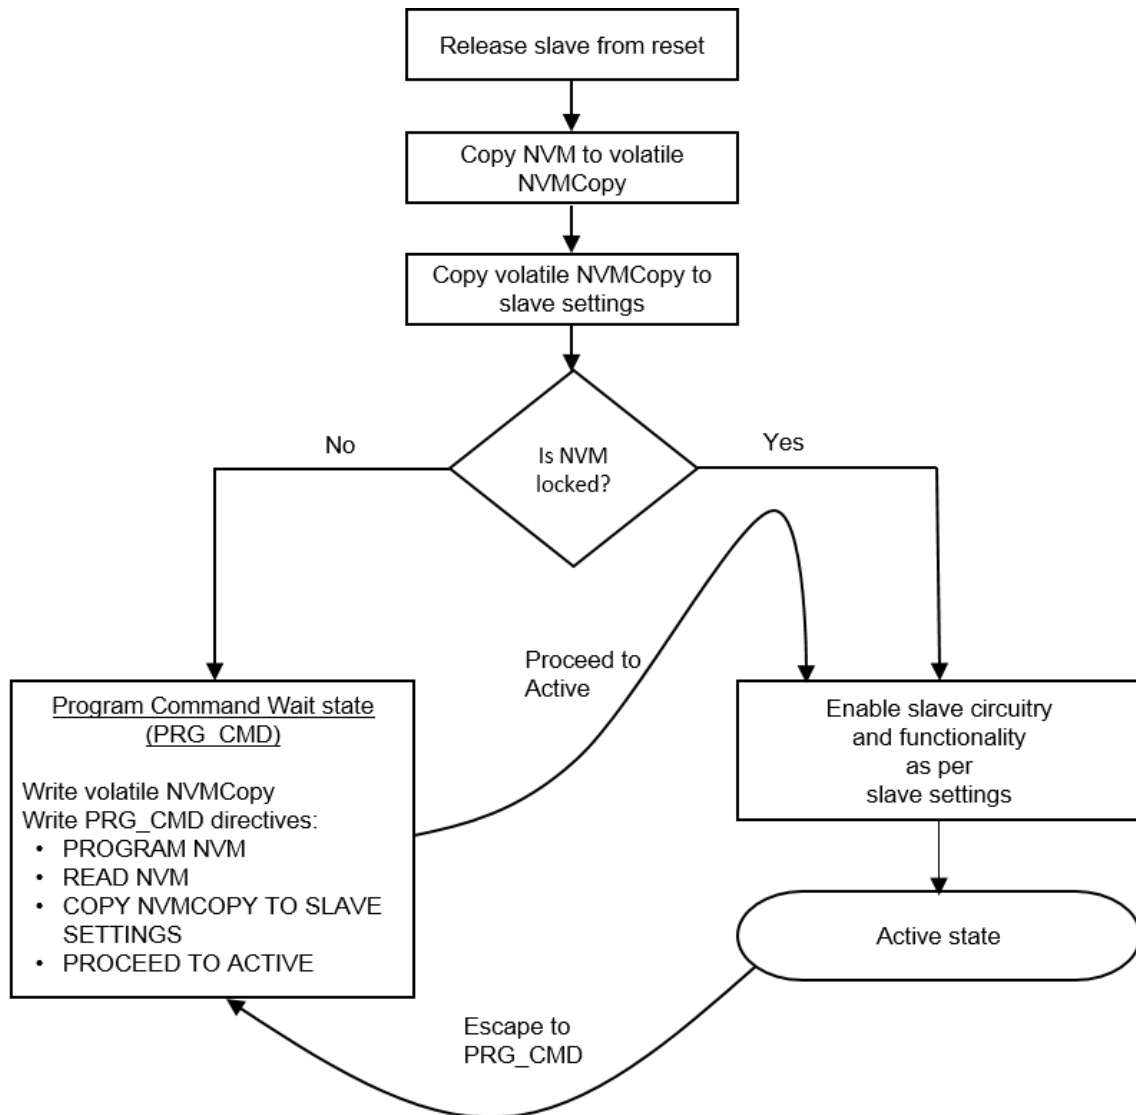 Release slave from reset
Copy NVM to volatile
NVMCopy
Copy volatile NVMCopy to
slave settings
No
Yes
Is NVM
locked?
Proceed to
Active
Program Command Wait state
(PRG_CMD)
Write volatile NVMCopy
Write PRG_CMD directives:
• PROGRAM NVM
• READ NVM
• COPY NVMCOPY TO SLAVE
SETTINGS
• PROCEED TO ACTIVE
Enable slave circuitry
and functionality
as per
slave settings
Active state
Escape to
PRG_CMD